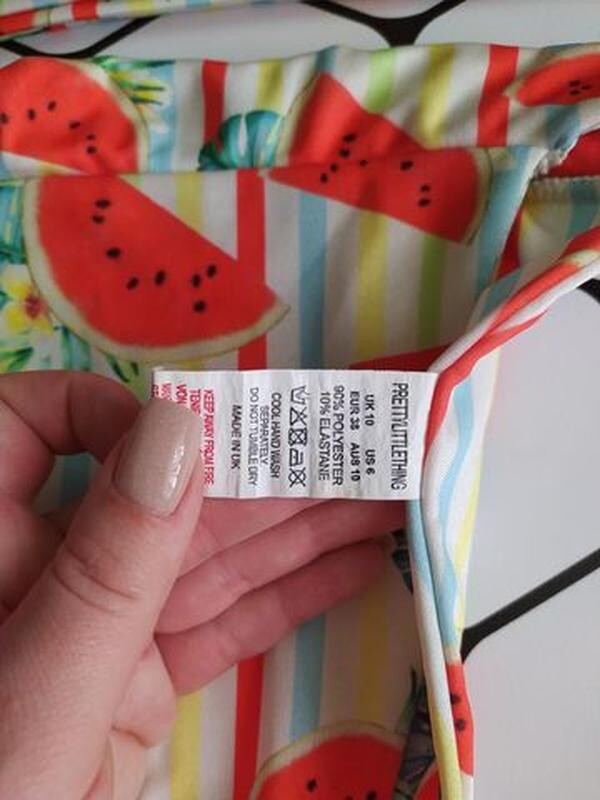 PRETTYLITTLETHING
UK 10 US 6
EUR 38 AUS 10
90% POLYESTER
10% ELASTANE
COOL HAND WASH
SEPARATELY
DO NOT TUMBLE DRY
MADE IN UK
KEEP AWAY FROM FIRE